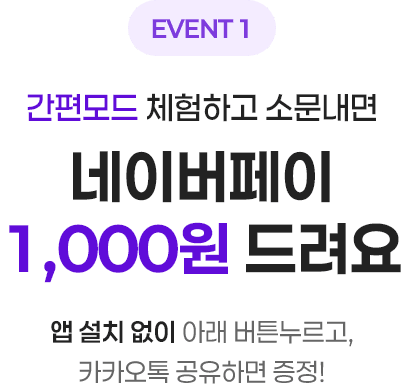 EVENT 1
간편모드 체험하고 소문내면
네이버페이
1,000원 드려요
앱 설치 없이 아래 버튼누르고,
카카오톡 공유하면 증정!